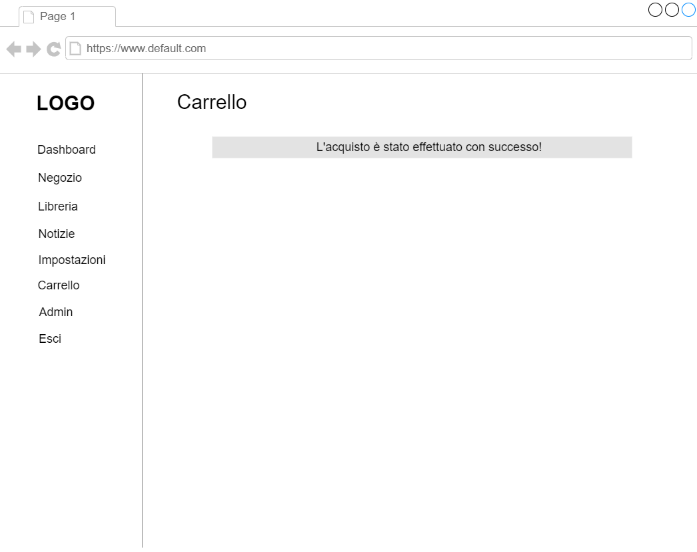 Page 1
https://www.default.com
LOGO
Dashboard
Negozio
Libreria
Notizie
Impostazioni
Carrello
Admin
Esci
Carrello
L'acquisto è stato effettuato con successo!